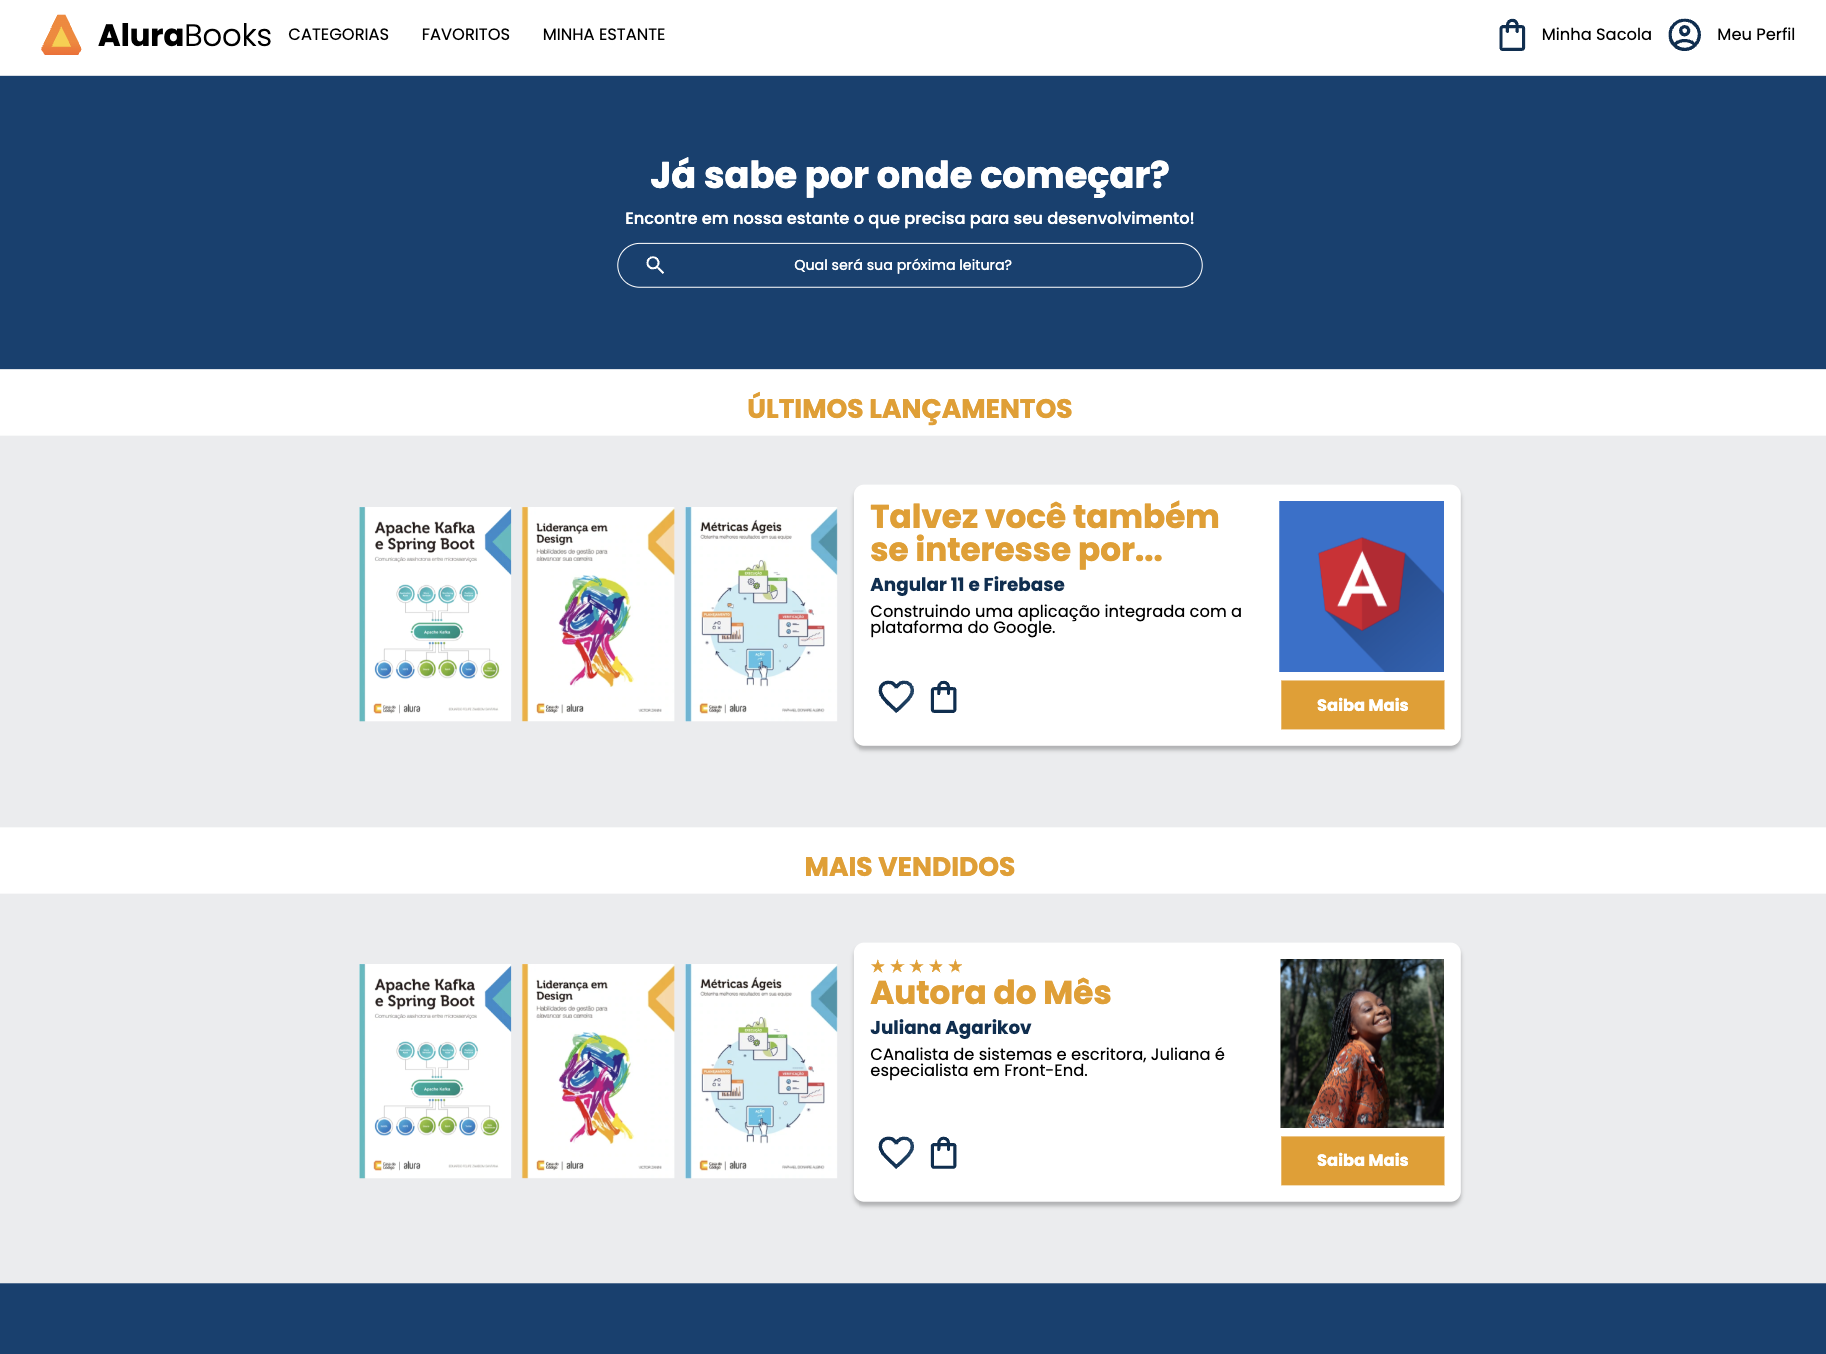 AluraBooks CATEGORIAS FAVORITOS MINHA ESTANTE Minha Sacola Meu Perfil
Já sabe por onde começar?
Encontre em nossa estante o que precisa para seu desenvolvimento!
Qual será sua próxima leitura?
ÚLTIMOS LANÇAMENTOS
Apache Kafka
e Spring Boot
Comunicação assíncrona entre microsserviços
Apache Kafka
Casa do Código | alura
Liderança em
Design
Habilidades de gestão para
alavancar sua carreira
Casa do Código | alura
Métricas Ágeis
Obtenha melhores resultados em sua equipe
Casa do Código | alura
Talvez você também
se interesse por...
Angular 11 e Firebase
Construindo uma aplicação integrada com a
plataforma do Google.
A
Saiba Mais
MAIS VENDIDOS
Apache Kafka
e Spring Boot
Comunicação assíncrona entre microsserviços
Apache Kafka
Casa do Código | alura
Liderança em
Design
Habilidades de gestão para
alavancar sua carreira
Casa do Código | alura
Métricas Ágeis
Obtenha melhores resultados em sua equipe
Casa do Código | alura
Autora do Mês
Juliana Agarikov
CAnalista de sistemas e escritora, Juliana é
especialista em Front-End.
Saiba Mais